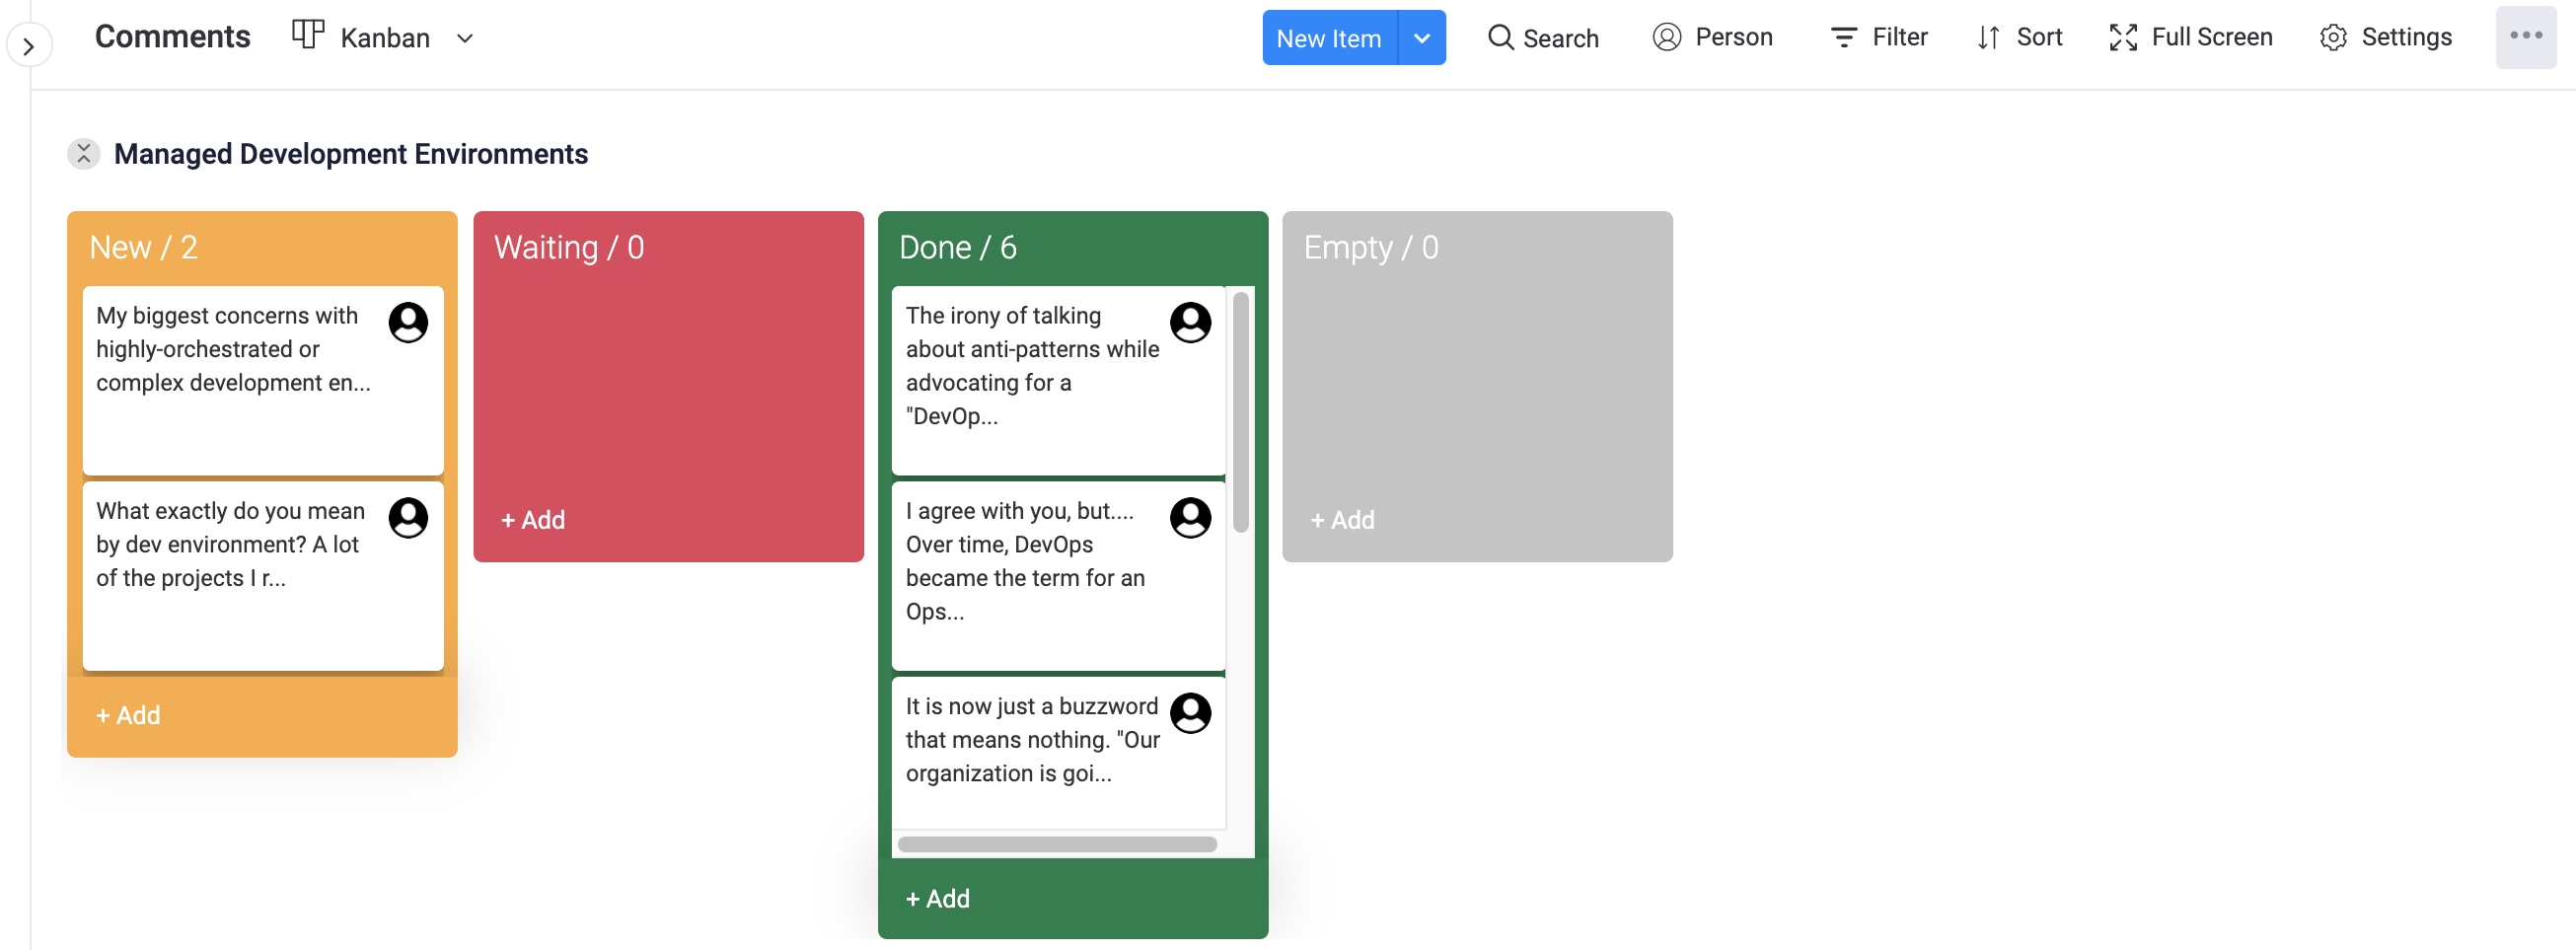 Comments
Kanban
New Item
Search
Person
Filter
Sort
Full Screen
Settings
Managed Development Environments
New / 2
My biggest concerns with
highly-orchestrated or
complex development en...
What exactly do you mean
by dev environment? A lot
of the projects I r...
+ Add
Waiting / 0
+ Add
Done / 6
The irony of talking
about anti-patterns while
advocating for a
"DevOp...
I agree with you, but....
Over time, DevOps
became the term for an
Ops...
It is now just a buzzword
that means nothing. "Our
organization is goi...
+ Add
Empty / 0
+ Add